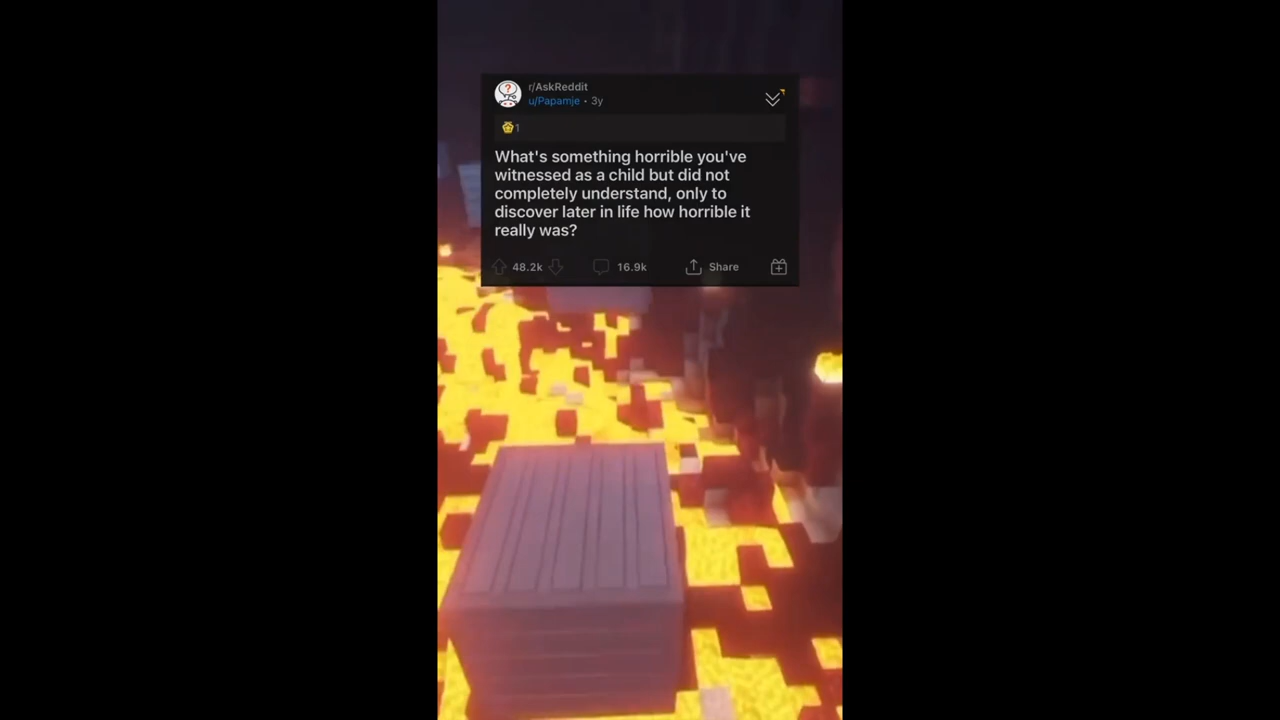 r/AskReddit
u/Papamje • 3y
1
What's something horrible you've
witnessed as a child but did not
completely understand, only to
discover later in life how horrible it
really was?
48.2k 16.9k Share